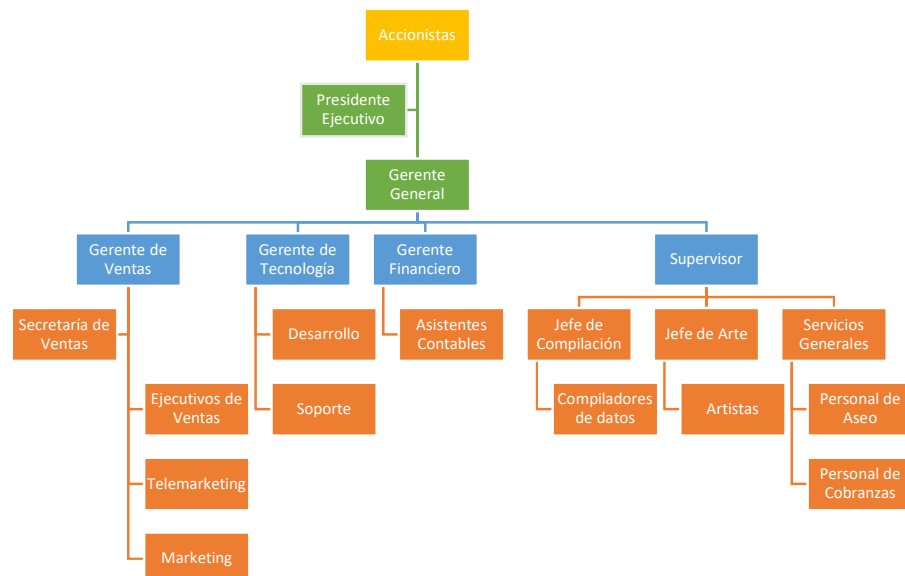 Accionistas
Presidente
Ejecutivo
Gerente
General
Gerente de
Ventas
Gerente de
Tecnología
Gerente
Financiero
Supervisor
Secretaría de
Ventas
Desarrollo
Asistentes
Contables
Jefe de
Compilación
Jefe de Arte
Servicios
Generales
Ejecutivos de
Ventas
Soporte
Compiladores
de datos
Artistas
Personal de
Aseo
Telemarketing
Personal de
Cobranzas
Marketing